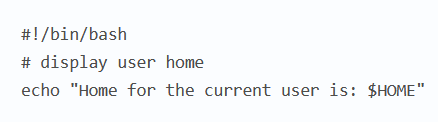 #!/bin/bash
# display user home
echo "Home for the current user is: $HOME"